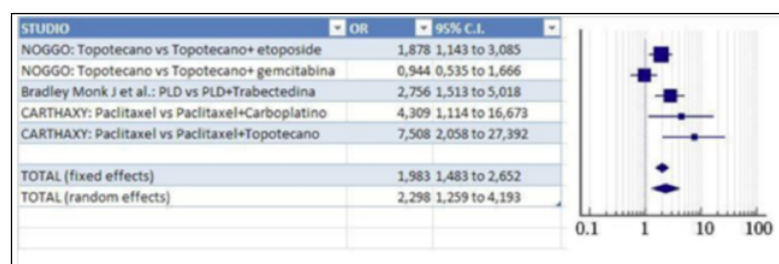 STUDIO OR 95% C.I.
NOGGO: Topotecano vs Topotecano+ etoposide 1,878 1,143 to 3,085
NOGGO: Topotecano vs Topotecano+ gemcitabina 0,944 0,535 to 1,666
Bradley Monk J et al.: PLD vs PLD+Trabectedina 2,756 1,513 to 5,018
CARTHAXY: Paclitaxel vs Paclitaxel+Carboplatino 4,309 1,114 to 16,673
CARTHAXY: Paclitaxel vs Paclitaxel+Topotecano 7,508 2,058 to 27,392
TOTAL (fixed effects) 1,983 1,483 to 2,652
TOTAL (random effects) 2,298 1,259 to 4,193
0.1 1 10 100